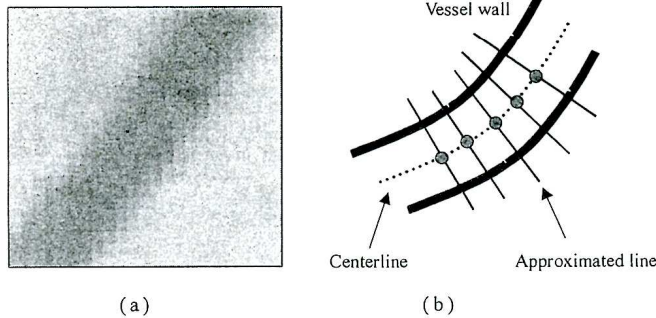 Vessel wall
Centerline
Approximated line
(a)
(b)